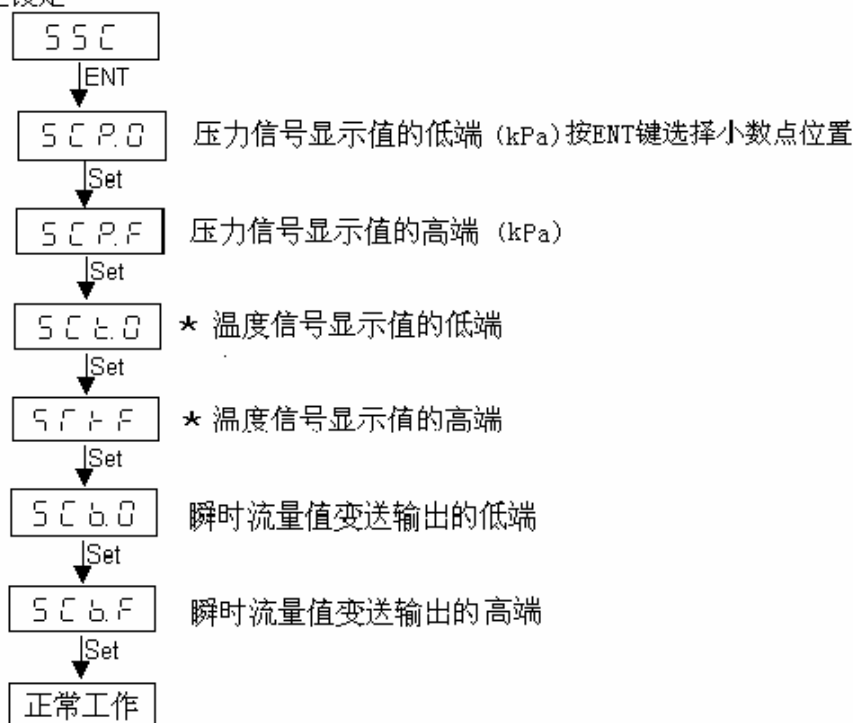 SSC
ENT
SCP.0 压力信号显示值的低端 (kPa)按ENT键选择小数点位置
Set
SCP.F 压力信号显示值的高端 (kPa)
Set
SCt.0 * 温度信号显示值的低端
Set
* 温度信号显示值的高端
Set
SCb.0 瞬时流量值变送输出的低端
Set
SCb.F 瞬时流量值变送输出的高端
Set
正常工作